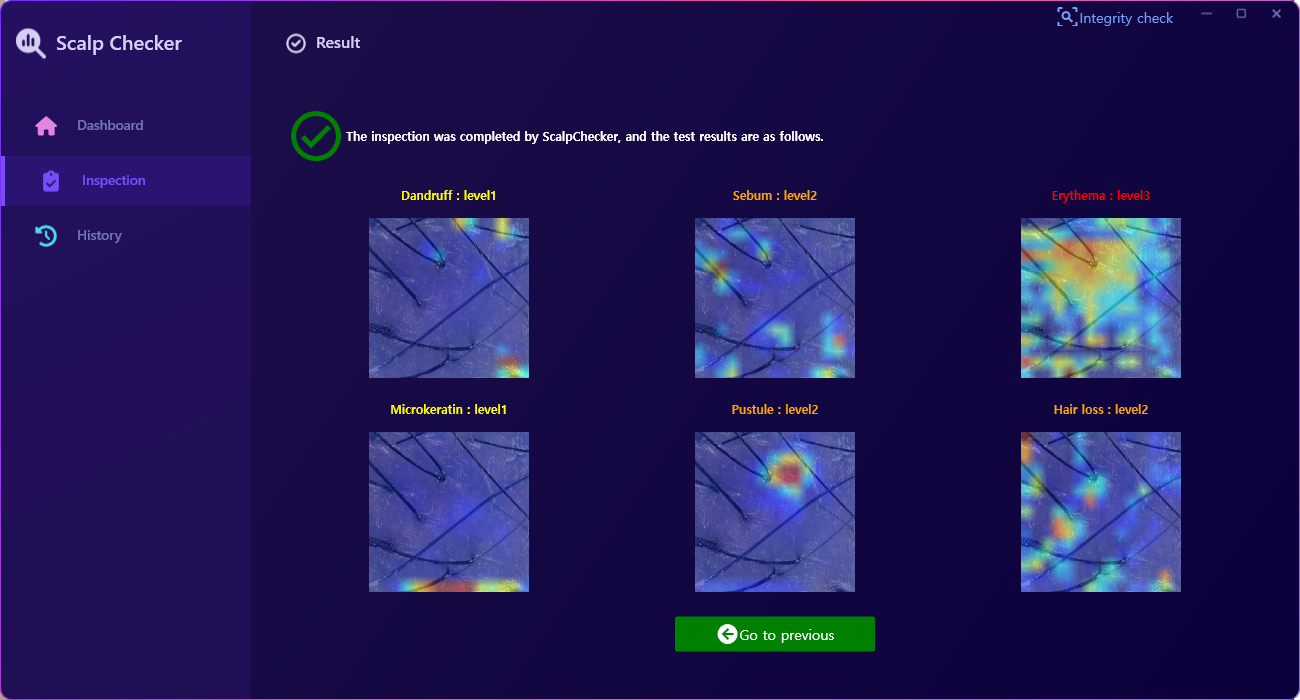 Integrity check
Scalp Checker
Result
Dashboard
Inspection
History
The inspection was completed by ScalpChecker, and the test results are as follows.
Dandruff : level1
Sebum : level2
Erythema : level3
Microkeratin : level1
Pustule : level2
Hair loss : level2
Go to previous